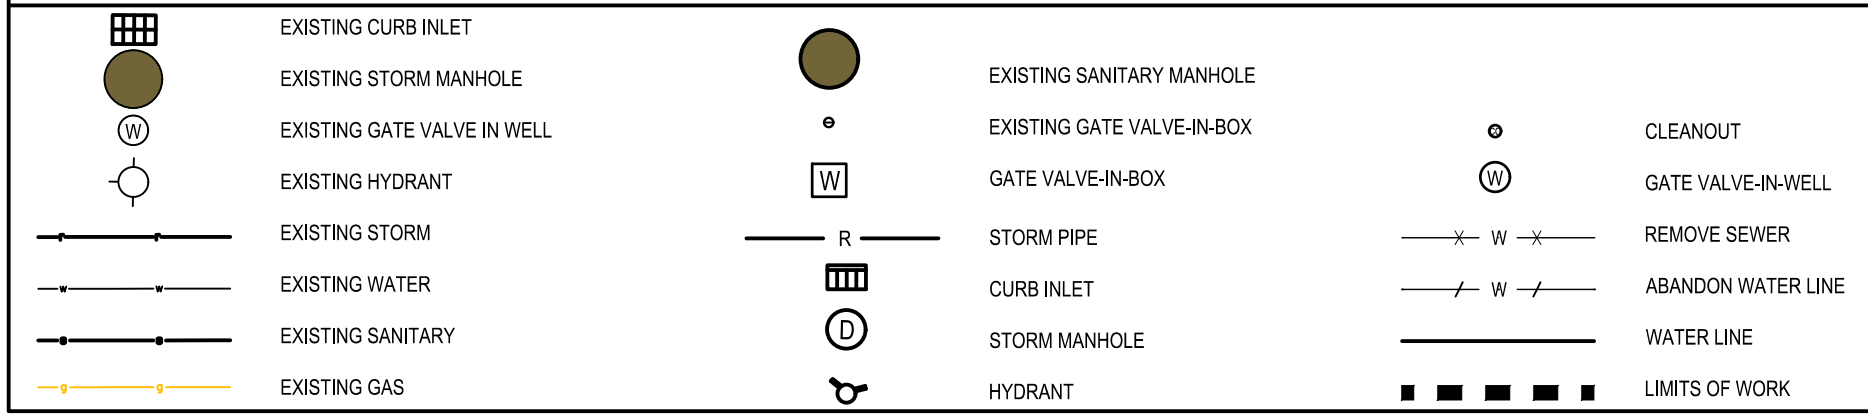 EXISTING CURB INLET
EXISTING STORM MANHOLE
W EXISTING GATE VALVE IN WELL
EXISTING HYDRANT
r r EXISTING STORM
w w EXISTING WATER
s s EXISTING SANITARY
g g EXISTING GAS
EXISTING SANITARY MANHOLE
EXISTING GATE VALVE-IN-BOX
W GATE VALVE-IN-BOX
R STORM PIPE
CURB INLET
D STORM MANHOLE
HYDRANT
CLEANOUT
W GATE VALVE-IN-WELL
W REMOVE SEWER
W ABANDON WATER LINE
WATER LINE
LIMITS OF WORK